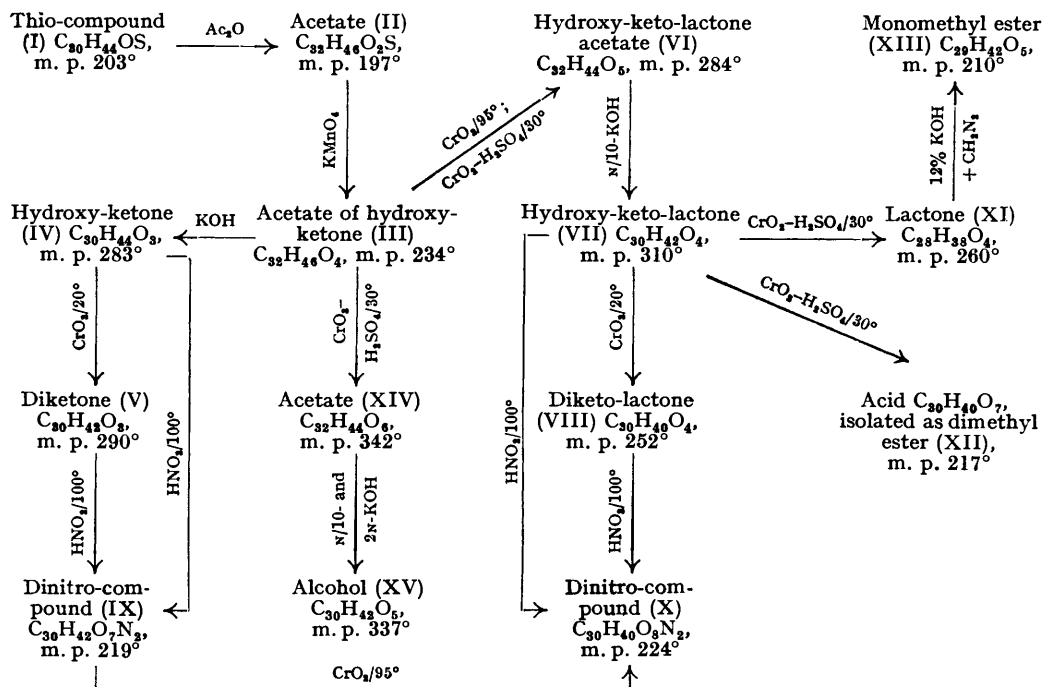 Thio-compound
(I) C₃₀H₄₄OS,
m. p. 203°
Ac₂O
Acetate (II)
C₃₂H₄₆O₂S,
m. p. 197°
Hydroxy-keto-lactone
acetate (VI)
C₃₂H₄₄O₅, m. p. 284°
Monomethyl ester
(XIII) C₂₉H₄₂O₅,
m. p. 210°
KMnO₄
CrO₃/95°;
CrO₃–H₂SO₄/30°
N/10-KOH
12% KOH
+ CH₂N₂
Hydroxy-ketone
(IV) C₃₀H₄₄O₃,
m. p. 283°
KOH
Acetate of hydroxy-
ketone (III)
C₃₂H₄₆O₄, m. p. 234°
Hydroxy-keto-lactone
(VII) C₃₀H₄₂O₄,
m. p. 310°
CrO₃–H₂SO₄/30°
Lactone (XI)
C₂₈H₃₈O₄,
m. p. 260°
CrO₃/20°
HNO₃/100°
CrO₃–
H₂SO₄/30°
HNO₃/100°
CrO₃/20°
CrO₃–H₂SO₄/30°
Diketone (V)
C₃₀H₄₂O₃,
m. p. 290°
Acetate (XIV)
C₃₂H₄₄O₆,
m. p. 342°
Diketo-lactone
(VIII) C₃₀H₄₀O₄,
m. p. 252°
Acid C₃₀H₄₀O₇,
isolated as dimethyl
ester (XII),
m. p. 217°
HNO₃/100°
N/10- and
2N-KOH
HNO₃/100°
Dinitro-com-
pound (IX)
C₃₀H₄₂O₇N₂,
m. p. 219°
Alcohol (XV)
C₃₀H₄₂O₅,
m. p. 337°
Dinitro-com-
pound (X)
C₃₀H₄₀O₈N₂,
m. p. 224°
CrO₃/95°